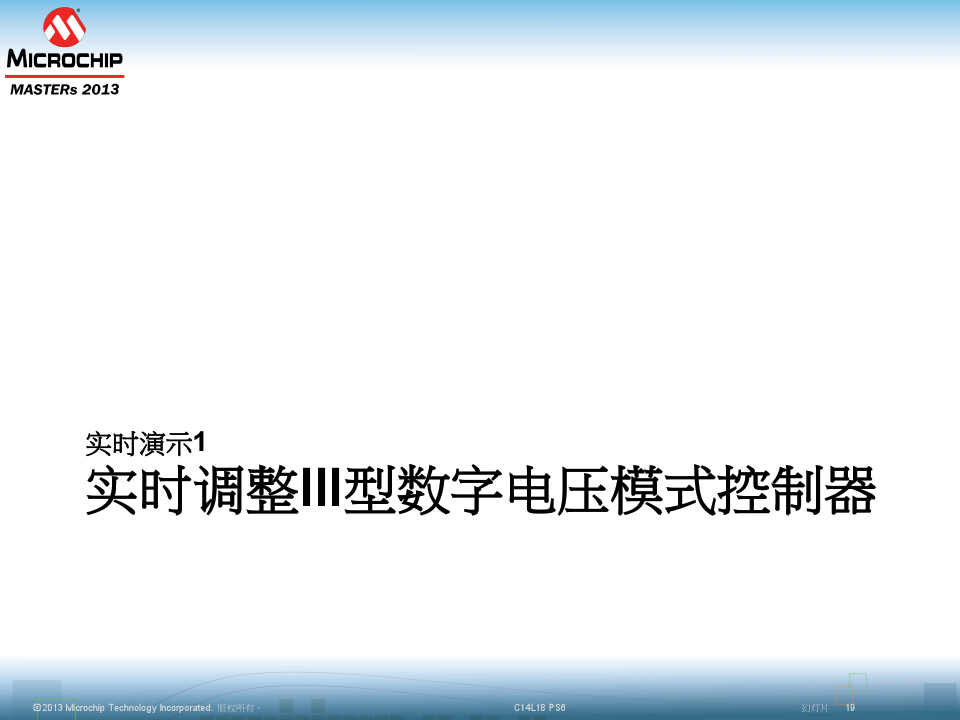 MICROCHIP
MASTERs 2013
实时演示1
实时调整III型数字电压模式控制器
©2013 Microchip Technology Incorporated. 版权所有。
C14L18 PS6
幻灯片 19